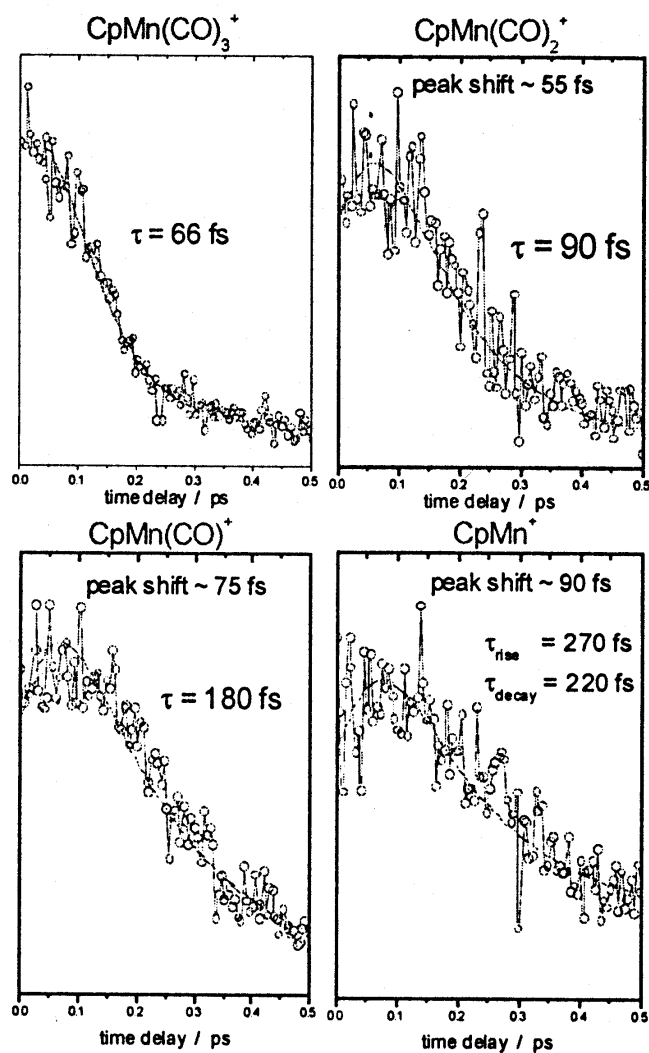 CpMn(CO)₃⁺
τ = 66 fs
0.0 0.1 0.2 0.3 0.4 0.5
time delay / ps
CpMn(CO)₂⁺
peak shift ~ 55 fs
τ = 90 fs
0.0 0.1 0.2 0.3 0.4 0.5
time delay / ps
CpMn(CO)⁺
peak shift ~ 75 fs
τ = 180 fs
0.0 0.1 0.2 0.3 0.4 0.5
time delay / ps
CpMn⁺
peak shift ~ 90 fs
τrise = 270 fs
τdecay = 220 fs
0.0 0.1 0.2 0.3 0.4 0.5
time delay / ps